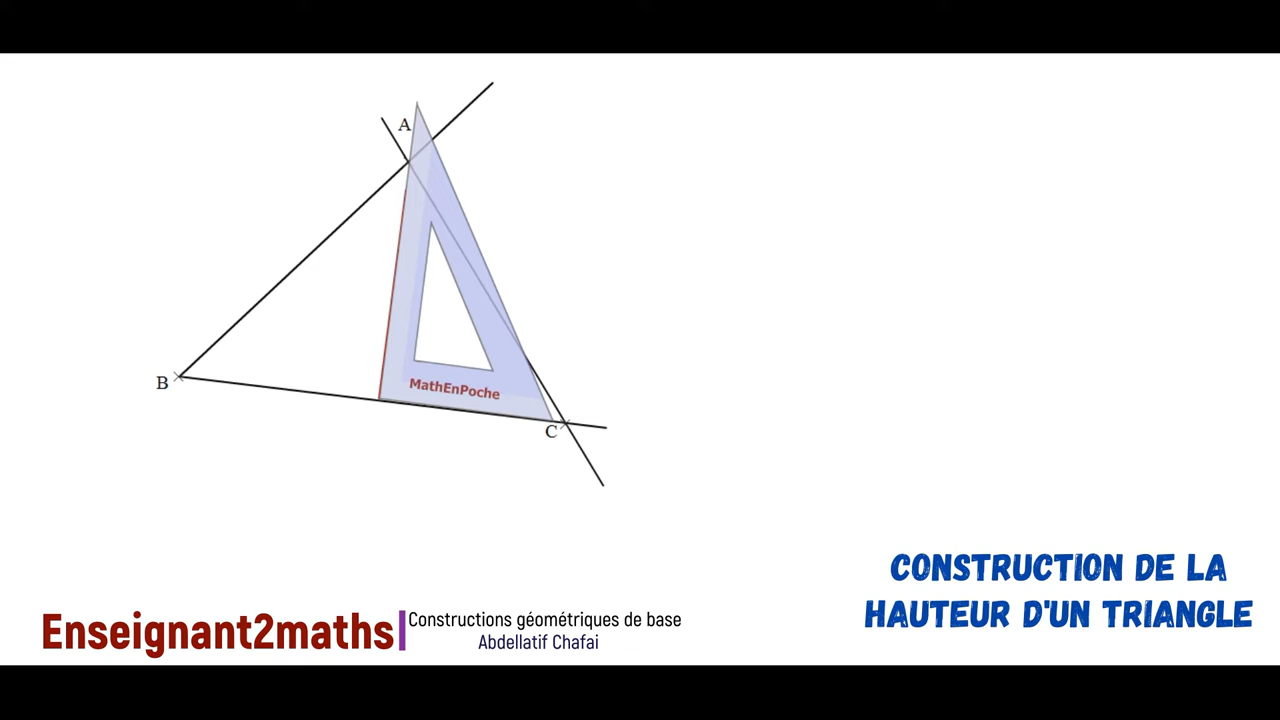 A
B
MathEnPoche
C
CONSTRUCTION DE LA
HAUTEUR D'UN TRIANGLE
Enseignant2maths
Constructions géométriques de base
Abdellatif Chafai